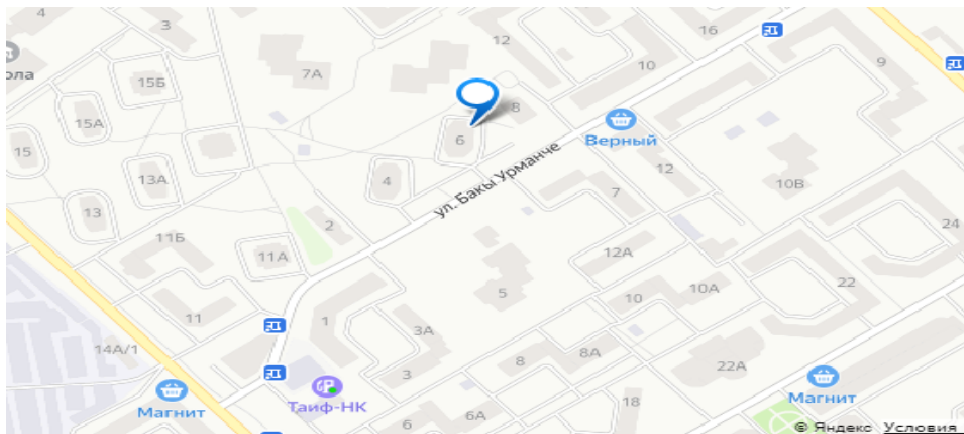 4
3
12
16
10
9
ола
7А
15Б
8
15А
6
Верный
15
4
ул. Бакы Урманче
12
13А
7
10В
13
2
24
11Б
11А
12А
22
5
10
10А
11
1
3А
14А/1
8
8А
22А
3
Магнит
Таиф-НК
6
6А
18
Магнит
© Яндекс Условия